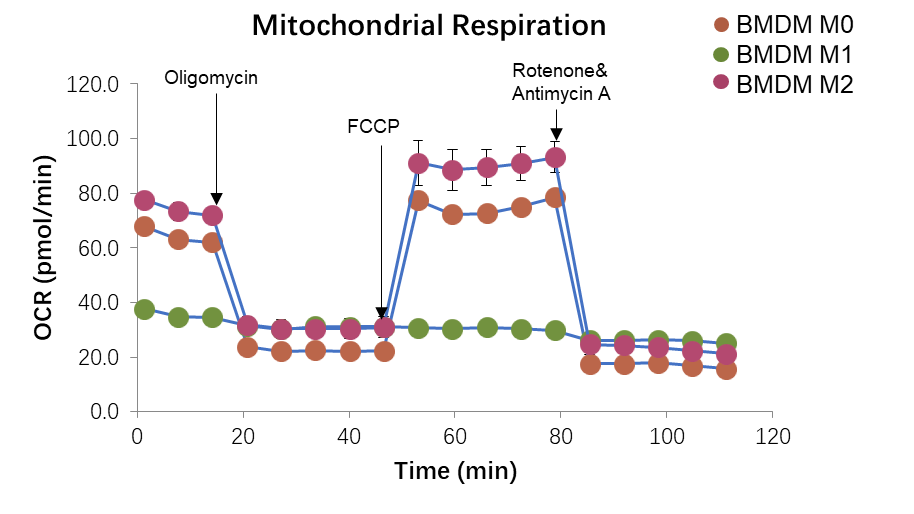 Mitochondrial Respiration
BMDM M0
BMDM M1
BMDM M2
Oligomycin
FCCP
Rotenone&
Antimycin A
OCR (pmol/min)
120.0
100.0
80.0
60.0
40.0
20.0
0.0
0 20 40 60 80 100 120
Time (min)